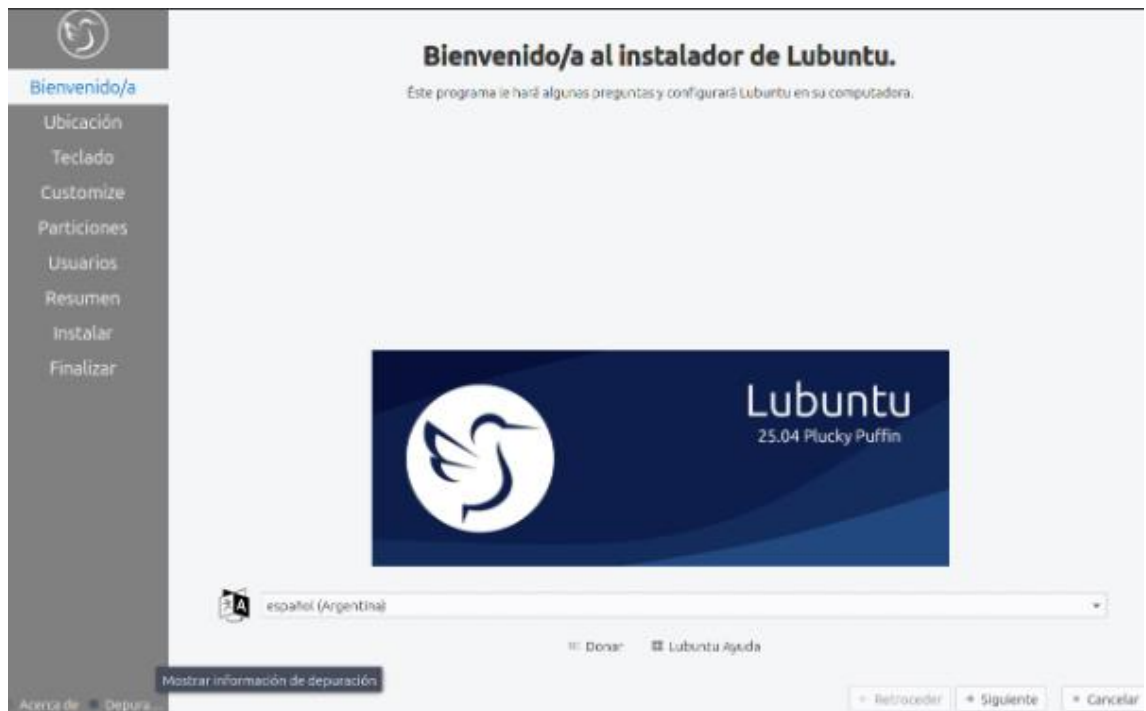 Bienvenido/a al instalador de Lubuntu.
Éste programa le hará algunas preguntas y configurará Lubuntu en su computadora.
Bienvenido/a
Ubicación
Teclado
Customize
Particiones
Usuarios
Resumen
Instalar
Finalizar
Lubuntu
25.04 Plucky Puffin
español (Argentina)
Donar Lubuntu Ayuda
Mostrar información de depuración
Acerca de Depura...
Retroceder Siguiente Cancelar